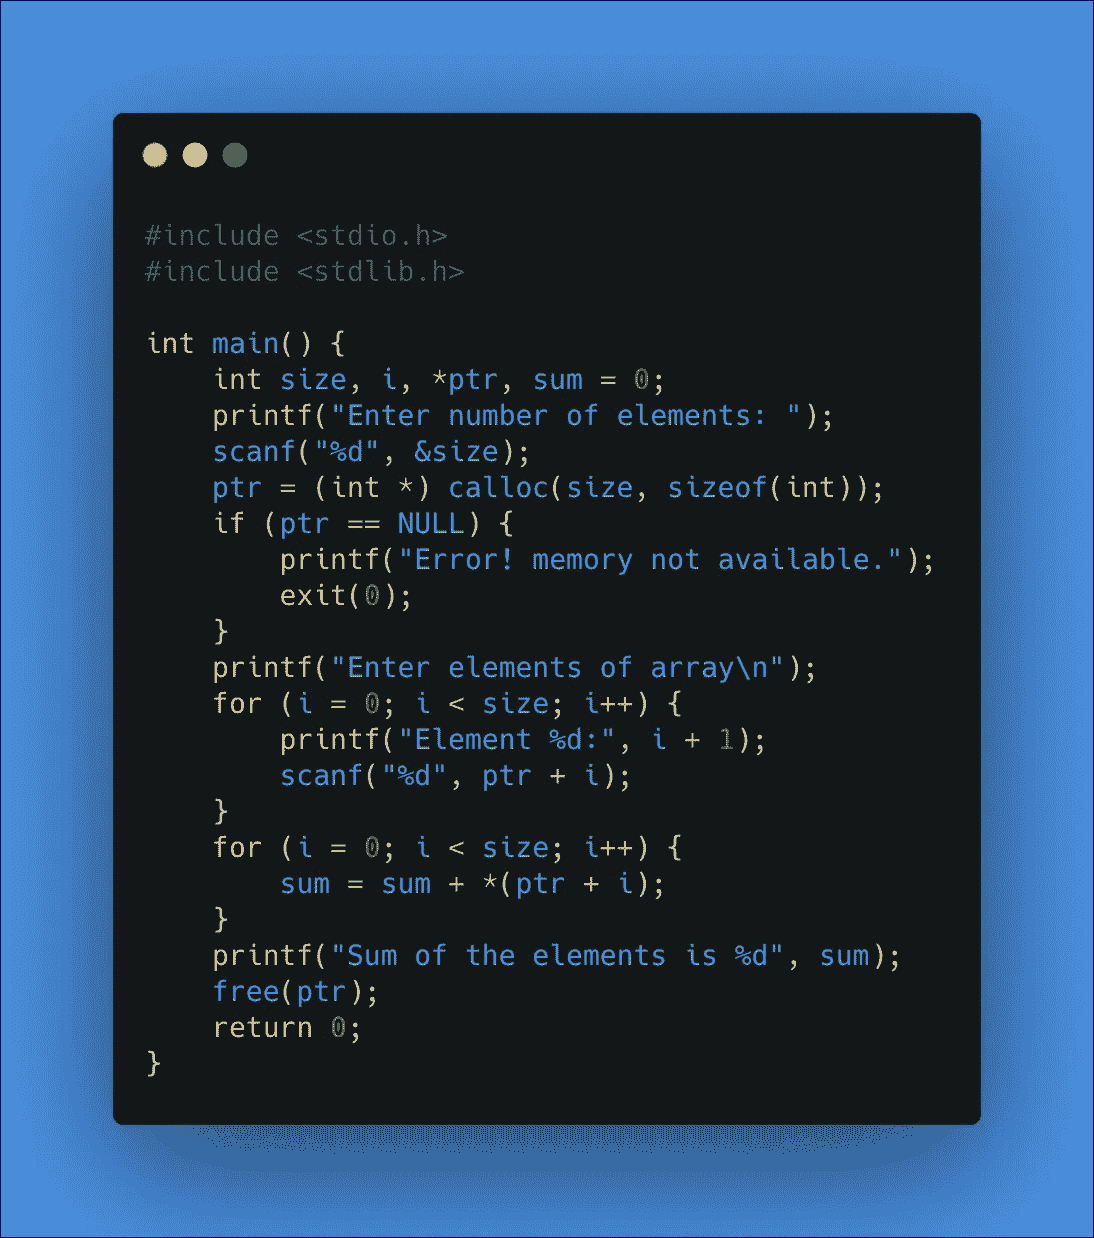 #include <stdio.h>
#include <stdlib.h>

int main() {
    int size, i, *ptr, sum = 0;
    printf("Enter number of elements: ");
    scanf("%d", &size);
    ptr = (int *) calloc(size, sizeof(int));
    if (ptr == NULL) {
        printf("Error! memory not available.");
        exit(0);
    }
    printf("Enter elements of array\n");
    for (i = 0; i < size; i++) {
        printf("Element %d:", i + 1);
        scanf("%d", ptr + i);
    }
    for (i = 0; i < size; i++) {
        sum = sum + *(ptr + i);
    }
    printf("Sum of the elements is %d", sum);
    free(ptr);
    return 0;
}